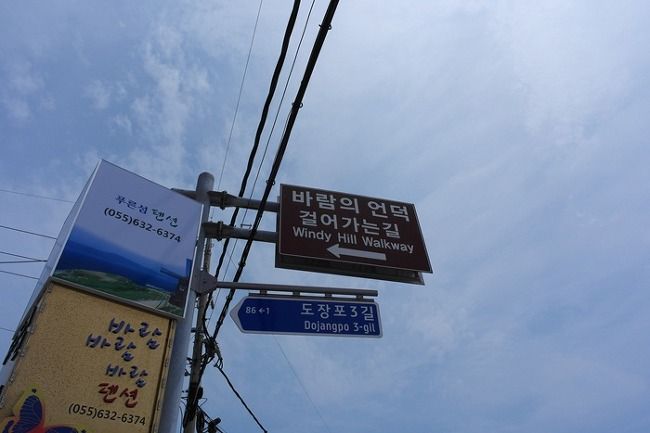 푸른섬 펜션
(055)632-6374
바람
바람
바람
펜션
(055)632-6374
바람의 언덕
걸어가는길
Windy Hill Walkway
←
86 ← 1
도장포3길
Dojangpo 3-gil